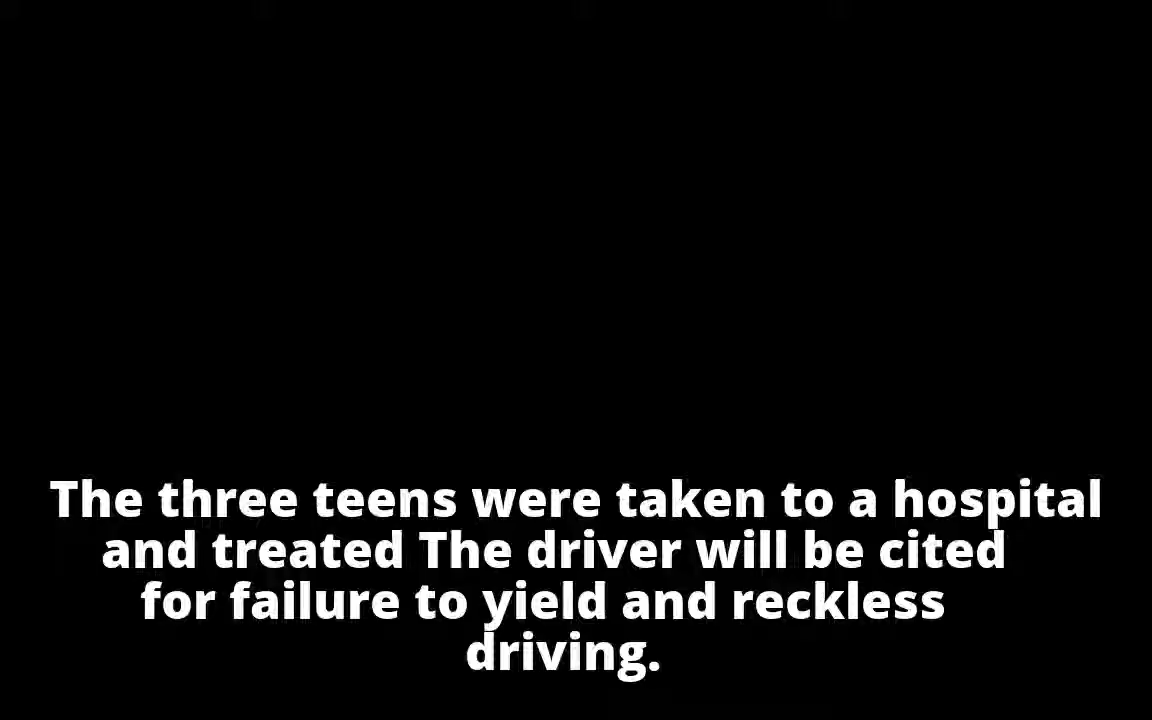 The three teens were taken to a hospital
and treated The driver will be cited
for failure to yield and reckless
driving.